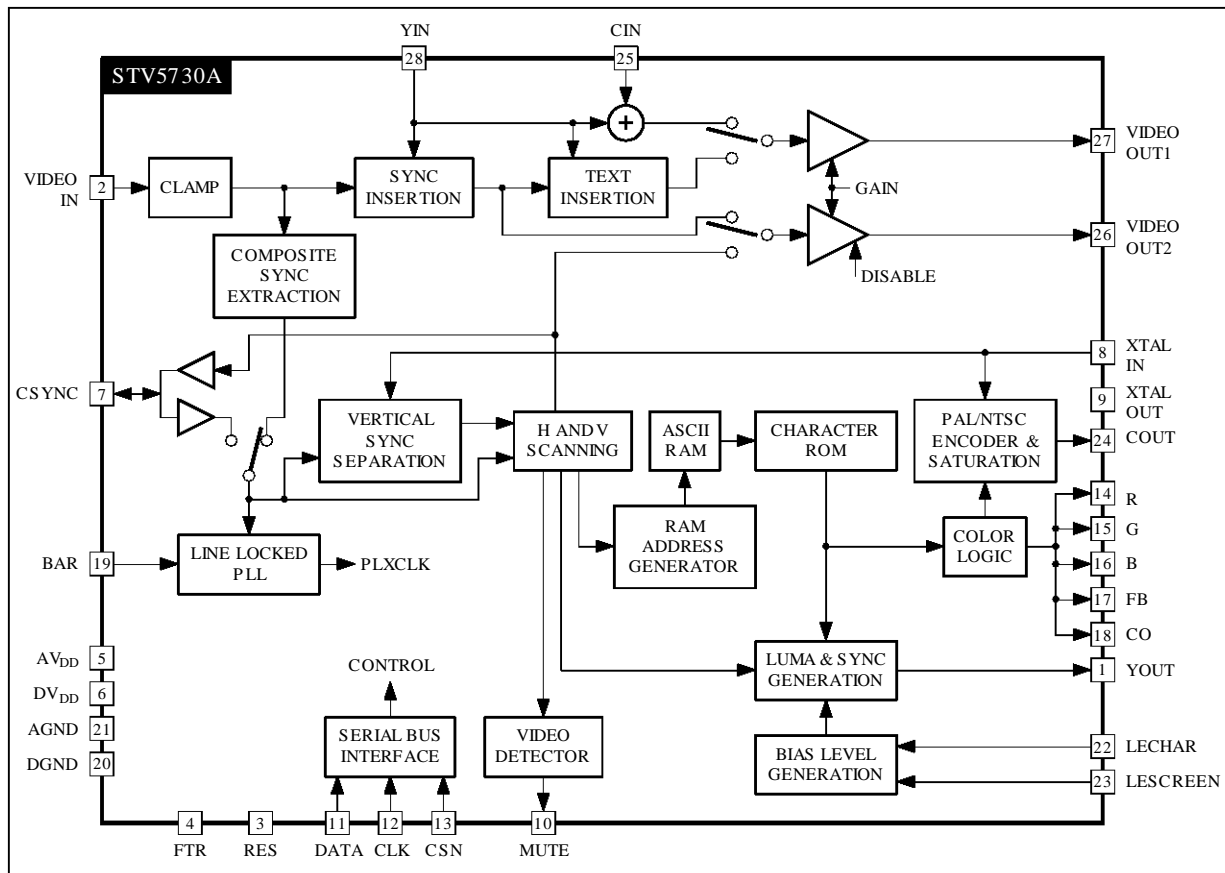 YIN
CIN
28
25
STV5730A
VIDEO
IN
2
CLAMP
SYNC
INSERTION
TEXT
INSERTION
GAIN
27
VIDEO
OUT1
26
VIDEO
OUT2
DISABLE
COMPOSITE
SYNC
EXTRACTION
CSYNC
7
8
XTAL
IN
9
XTAL
OUT
VERTICAL
SYNC
SEPARATION
H AND V
SCANNING
ASCII
RAM
CHARACTER
ROM
PAL/NTSC
ENCODER &
SATURATION
24
COUT
14
R
15
G
16
B
17
FB
18
CO
BAR
19
LINE LOCKED
PLL
PLXCLK
RAM
ADDRESS
GENERATOR
COLOR
LOGIC
AVDD
5
DVDD
6
AGND
21
DGND
20
CONTROL
SERIAL BUS
INTERFACE
VIDEO
DETECTOR
LUMA & SYNC
GENERATION
1
YOUT
BIAS LEVEL
GENERATION
22
LECHAR
23
LESCREEN
4
3
11
12
13
10
FTR
RES
DATA
CLK
CSN
MUTE
+